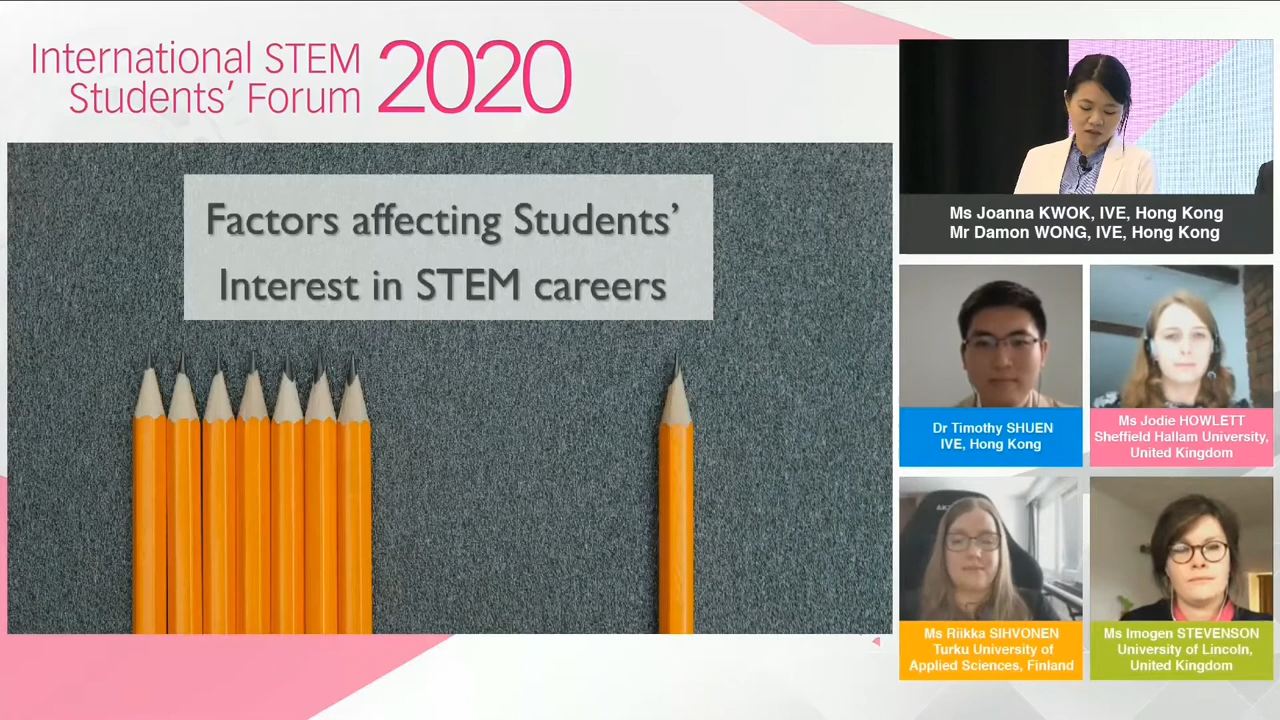 International STEM
Students' Forum
2020
Factors affecting Students'
Interest in STEM careers
Ms Joanna KWOK, IVE, Hong Kong
Mr Damon WONG, IVE, Hong Kong
Dr Timothy SHUEN
IVE, Hong Kong
Ms Jodie HOWLETT
Sheffield Hallam University,
United Kingdom
Ms Riikka SIHVONEN
Turku University of
Applied Sciences, Finland
Ms Imogen STEVENSON
University of Lincoln,
United Kingdom